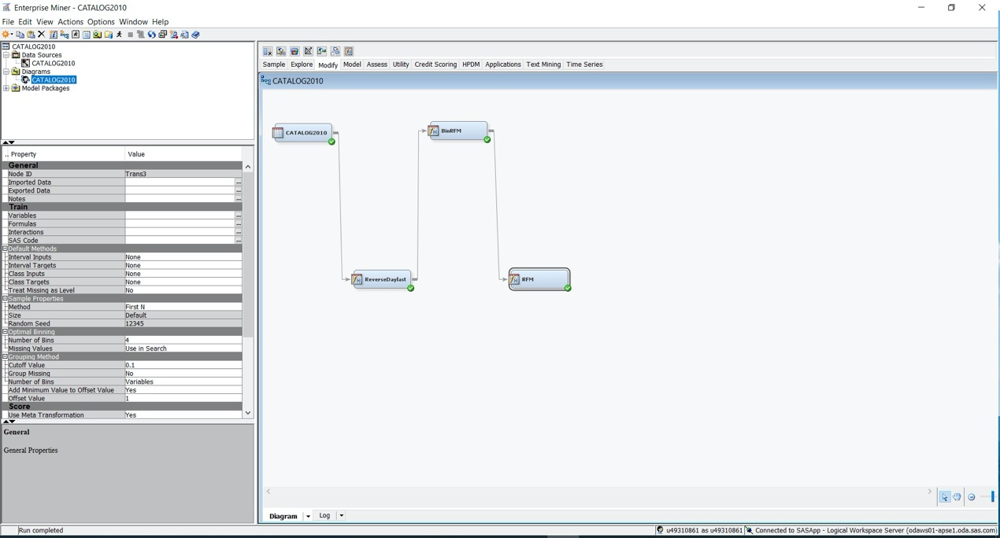 Enterprise Miner - CATALOG2010
File Edit View Actions Options Window Help
CATALOG2010
Data Sources
CATALOG2010
Diagrams
CATALOG2010
Model Packages
.. Property Value
General
Node ID Trans3
Imported Data ...
Exported Data ...
Notes ...
Train
Variables ...
Formulas ...
Interactions ...
SAS Code ...
Default Methods
Interval Inputs None
Interval Targets None
Class Inputs None
Class Targets None
Treat Missing as Level No
Sample Properties
Method First N
Size Default
Random Seed 12345
Optimal Binning
Number of Bins 4
Missing Values Use in Search
Grouping Method
Cutoff Value 0.1
Group Missing No
Number of Bins Variables
Add Minimum Value to Offset Value Yes
Offset Value 1
Score
Use Meta Transformation Yes
General
General Properties
Sample Explore Modify Model Assess Utility Credit Scoring HPDM Applications Text Mining Time Series
CATALOG2010
CATALOG2010
BinRFM
ReverseDaylast
RFM
Diagram Log
Run completed
u49310861 as u49310861 Connected to SASApp - Logical Workspace Server (odaws01-apse1.oda.sas.com)